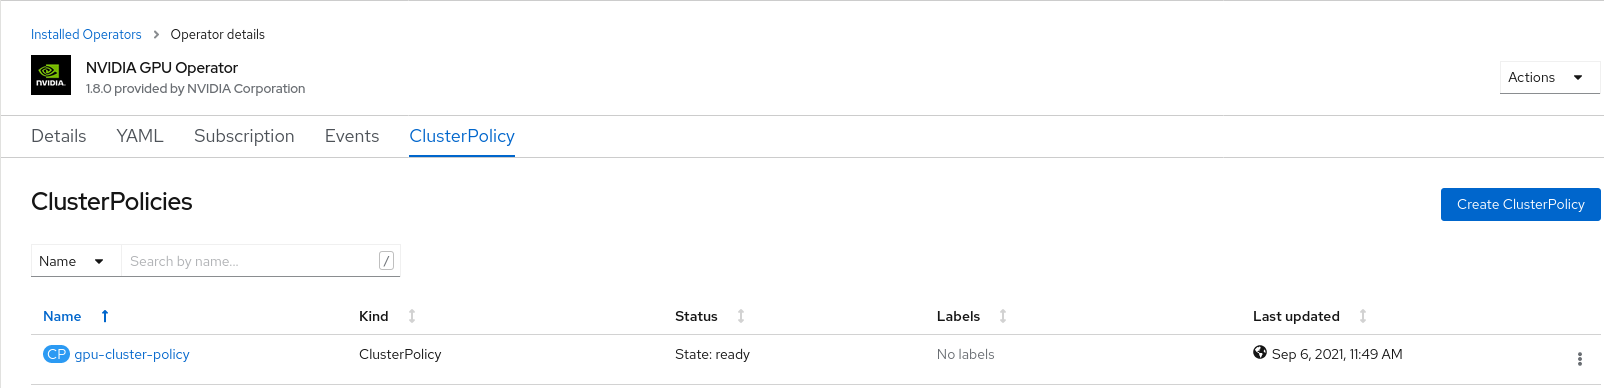 Installed Operators > Operator details
NVIDIA
NVIDIA GPU Operator
1.8.0 provided by NVIDIA Corporation
Actions
Details YAML Subscription Events ClusterPolicy
ClusterPolicies
Create ClusterPolicy
Name Search by name... /
Name Kind Status Labels Last updated
CP gpu-cluster-policy ClusterPolicy State: ready No labels Sep 6, 2021, 11:49 AM